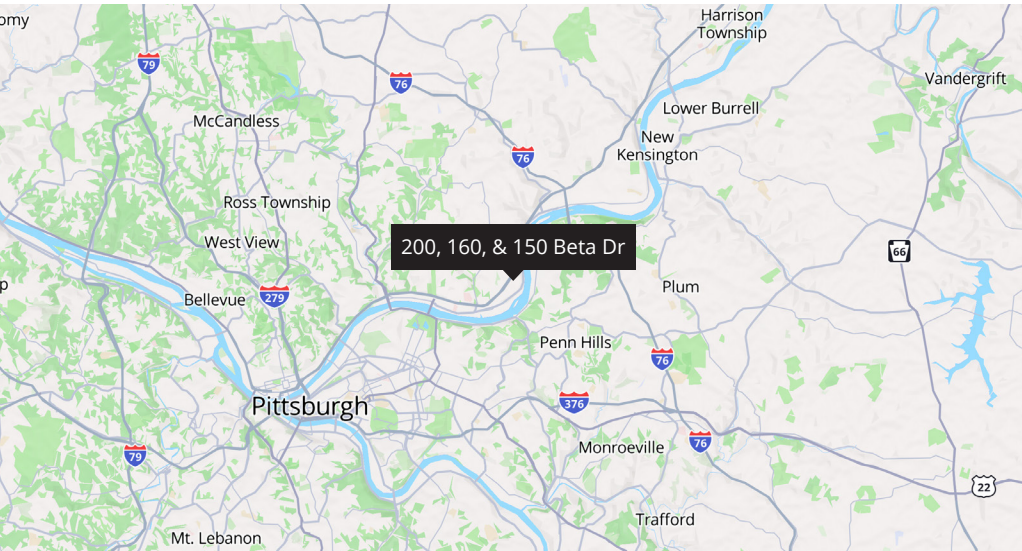 omy
Harrison
Township
79
76
Vandergrift
Lower Burrell
McCandless
New
Kensington
76
Ross Township
West View
200, 160, & 150 Beta Dr
66
p
Plum
Bellevue
279
Penn Hills
76
376
Pittsburgh
Monroeville
76
79
22
Trafford
Mt. Lebanon